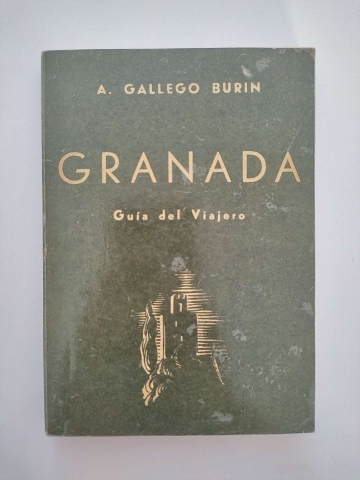 A. GALLEGO BURIN
GRANADA
Guía del Viajero